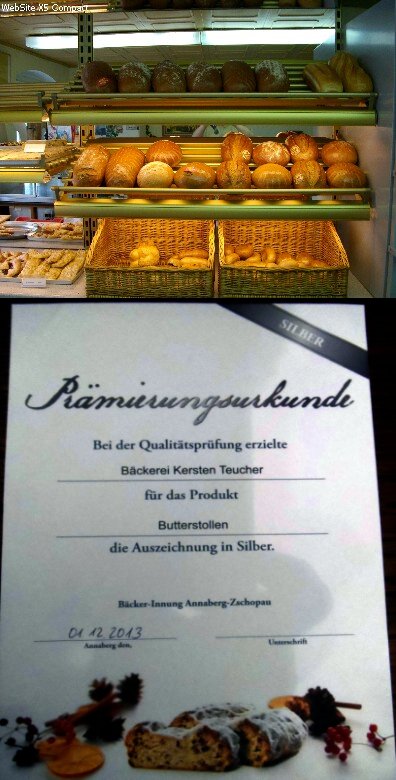 WebSite X5 Compact
SILBER
Prämierungsurkunde
Bei der Qualitätsprüfung erzielte
Bäckerei Kersten Teucher
für das Produkt
Butterstollen
die Auszeichnung in Silber.
Bäcker-Innung Annaberg-Zschopau
01.12.2013
Annaberg den,
Unterschrift